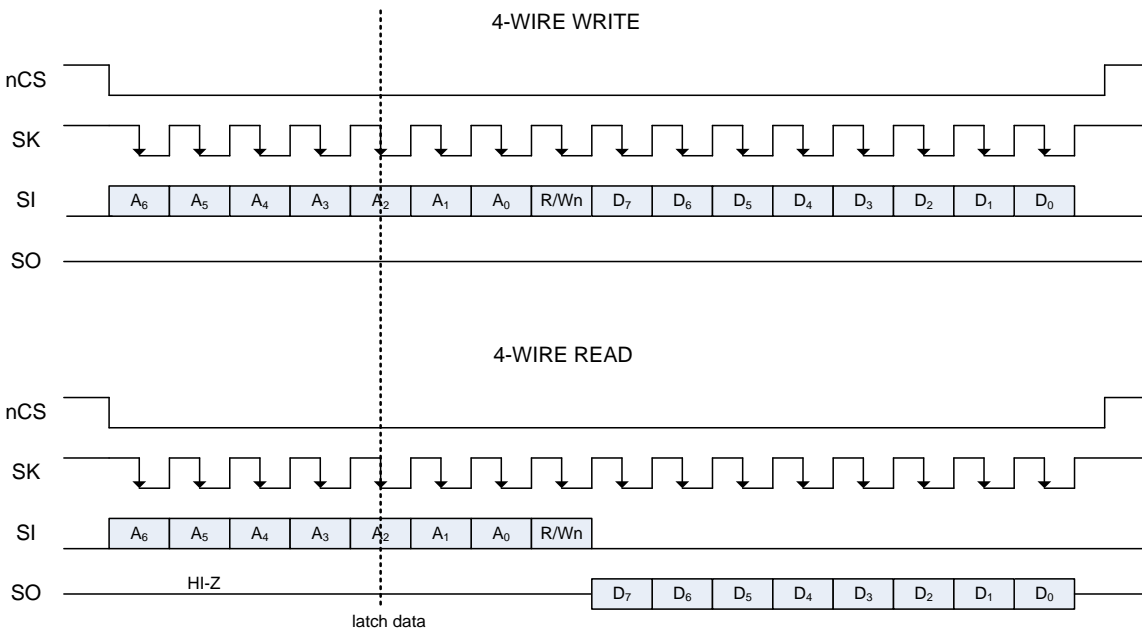 4-WIRE WRITE
nCS
SK
SI A₆ A₅ A₄ A₃ A₂ A₁ A₀ R/Wn D₇ D₆ D₅ D₄ D₃ D₂ D₁ D₀
SO
4-WIRE READ
nCS
SK
SI A₆ A₅ A₄ A₃ A₂ A₁ A₀ R/Wn
SO HI-Z D₇ D₆ D₅ D₄ D₃ D₂ D₁ D₀
latch data